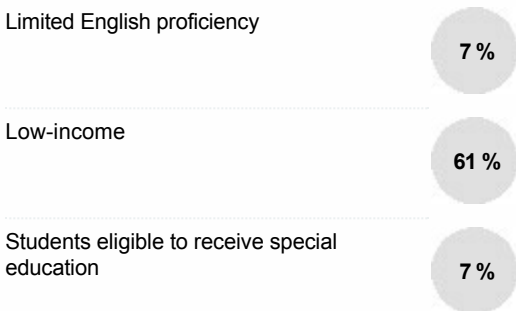 Limited English proficiency
7 %
Low-income
61 %
Students eligible to receive special
education
7 %